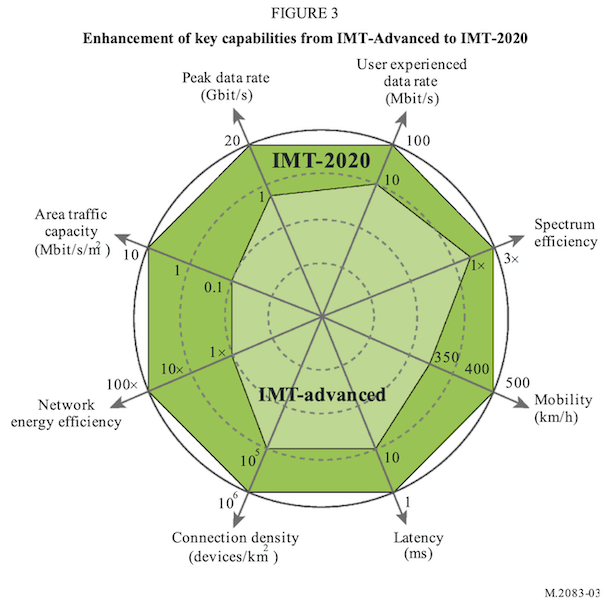 FIGURE 3
Enhancement of key capabilities from IMT-Advanced to IMT-2020
User experienced
data rate
(Mbit/s)
Peak data rate
(Gbit/s)
20
100
IMT-2020
1
10
Area traffic
capacity
(Mbit/s/m²)
Spectrum
efficiency
10
1
0.1
1×
3×
1×
10×
100×
350
400
500
Network
energy efficiency
Mobility
(km/h)
IMT-advanced
10⁵
10
10⁶
1
Connection density
(devices/km²)
Latency
(ms)
M.2083-03